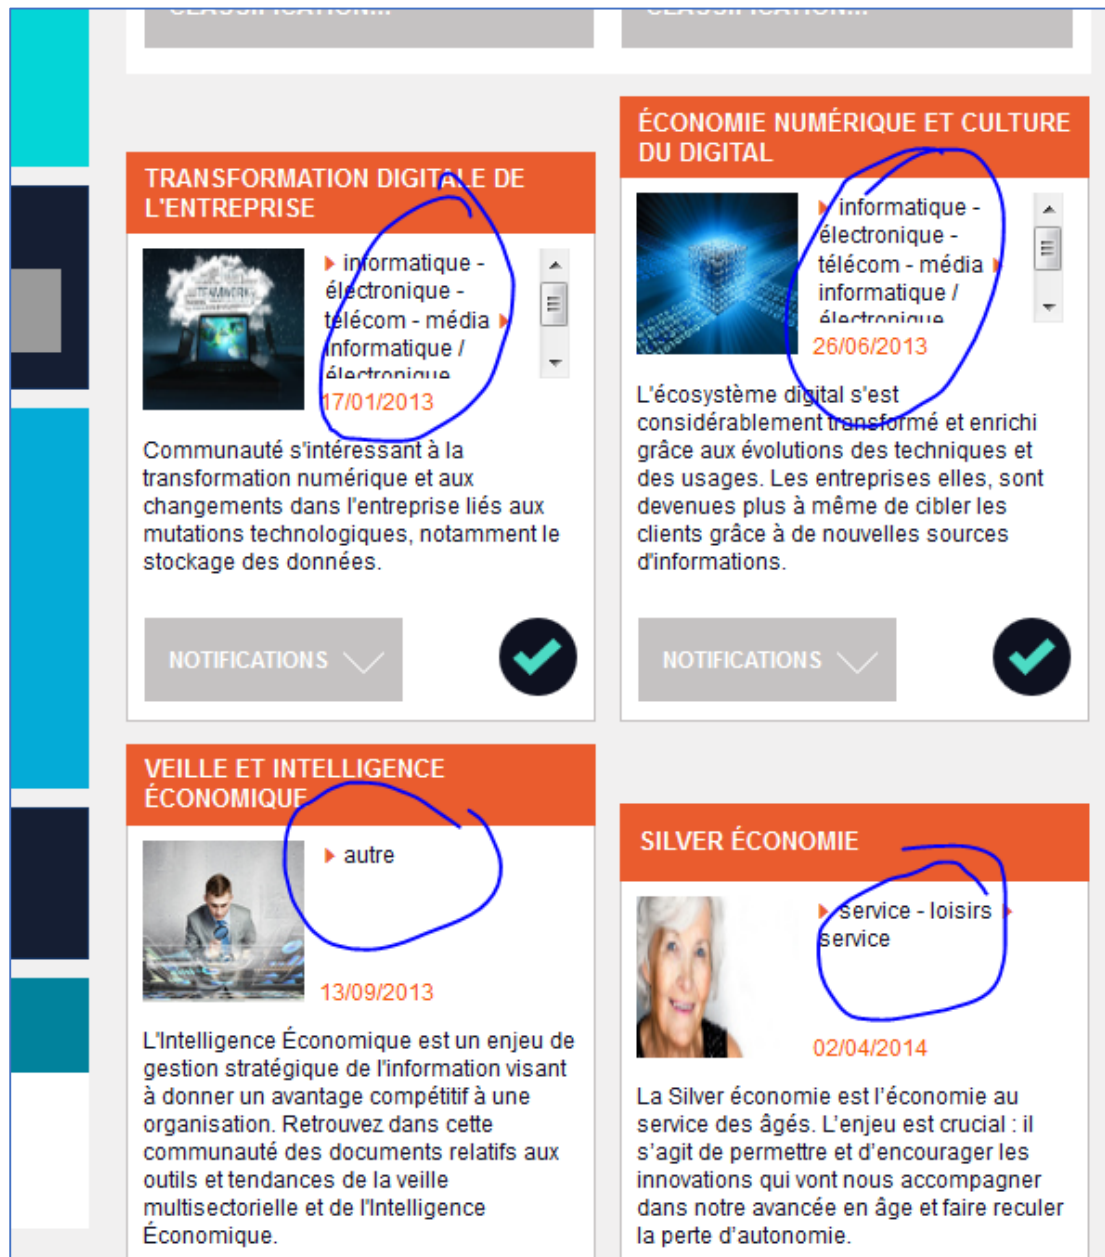 CLASSIFICATION...
CLASSIFICATION...
TRANSFORMATION DIGITALE DE
L'ENTREPRISE
informatique -
électronique -
télécom - média
informatique /
électronique
17/01/2013
Communauté s'intéressant à la
transformation numérique et aux
changements dans l'entreprise liés aux
mutations technologiques, notamment le
stockage des données.
NOTIFICATIONS
ÉCONOMIE NUMÉRIQUE ET CULTURE
DU DIGITAL
informatique -
électronique -
télécom - média
informatique /
électronique
26/06/2013
L'écosystème digital s'est
considérablement transformé et enrichi
grâce aux évolutions des techniques et
des usages. Les entreprises elles, sont
devenues plus à même de cibler les
clients grâce à de nouvelles sources
d'informations.
NOTIFICATIONS
VEILLE ET INTELLIGENCE
ÉCONOMIQUE
autre
13/09/2013
L'Intelligence Économique est un enjeu de
gestion stratégique de l'information visant
à donner un avantage compétitif à une
organisation. Retrouvez dans cette
communauté des documents relatifs aux
outils et tendances de la veille
multisectorielle et de l'Intelligence
Économique.
SILVER ÉCONOMIE
service - loisirs
service
02/04/2014
La Silver économie est l’économie au
service des âgés. L’enjeu est crucial : il
s’agit de permettre et d’encourager les
innovations qui vont nous accompagner
dans notre avancée en âge et faire reculer
la perte d’autonomie.
TEAMWORK